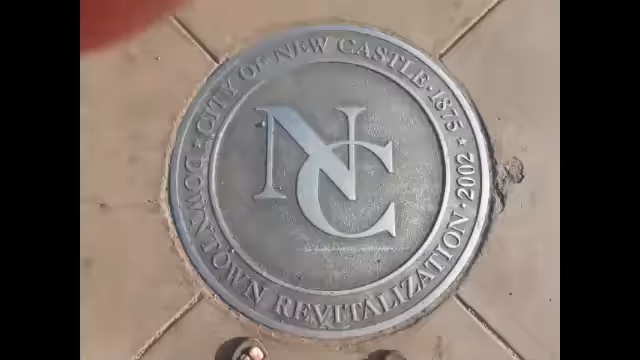 CITY OF NEW CASTLE · 1875
DOWNTOWN REVITALIZATION · 2002
NC